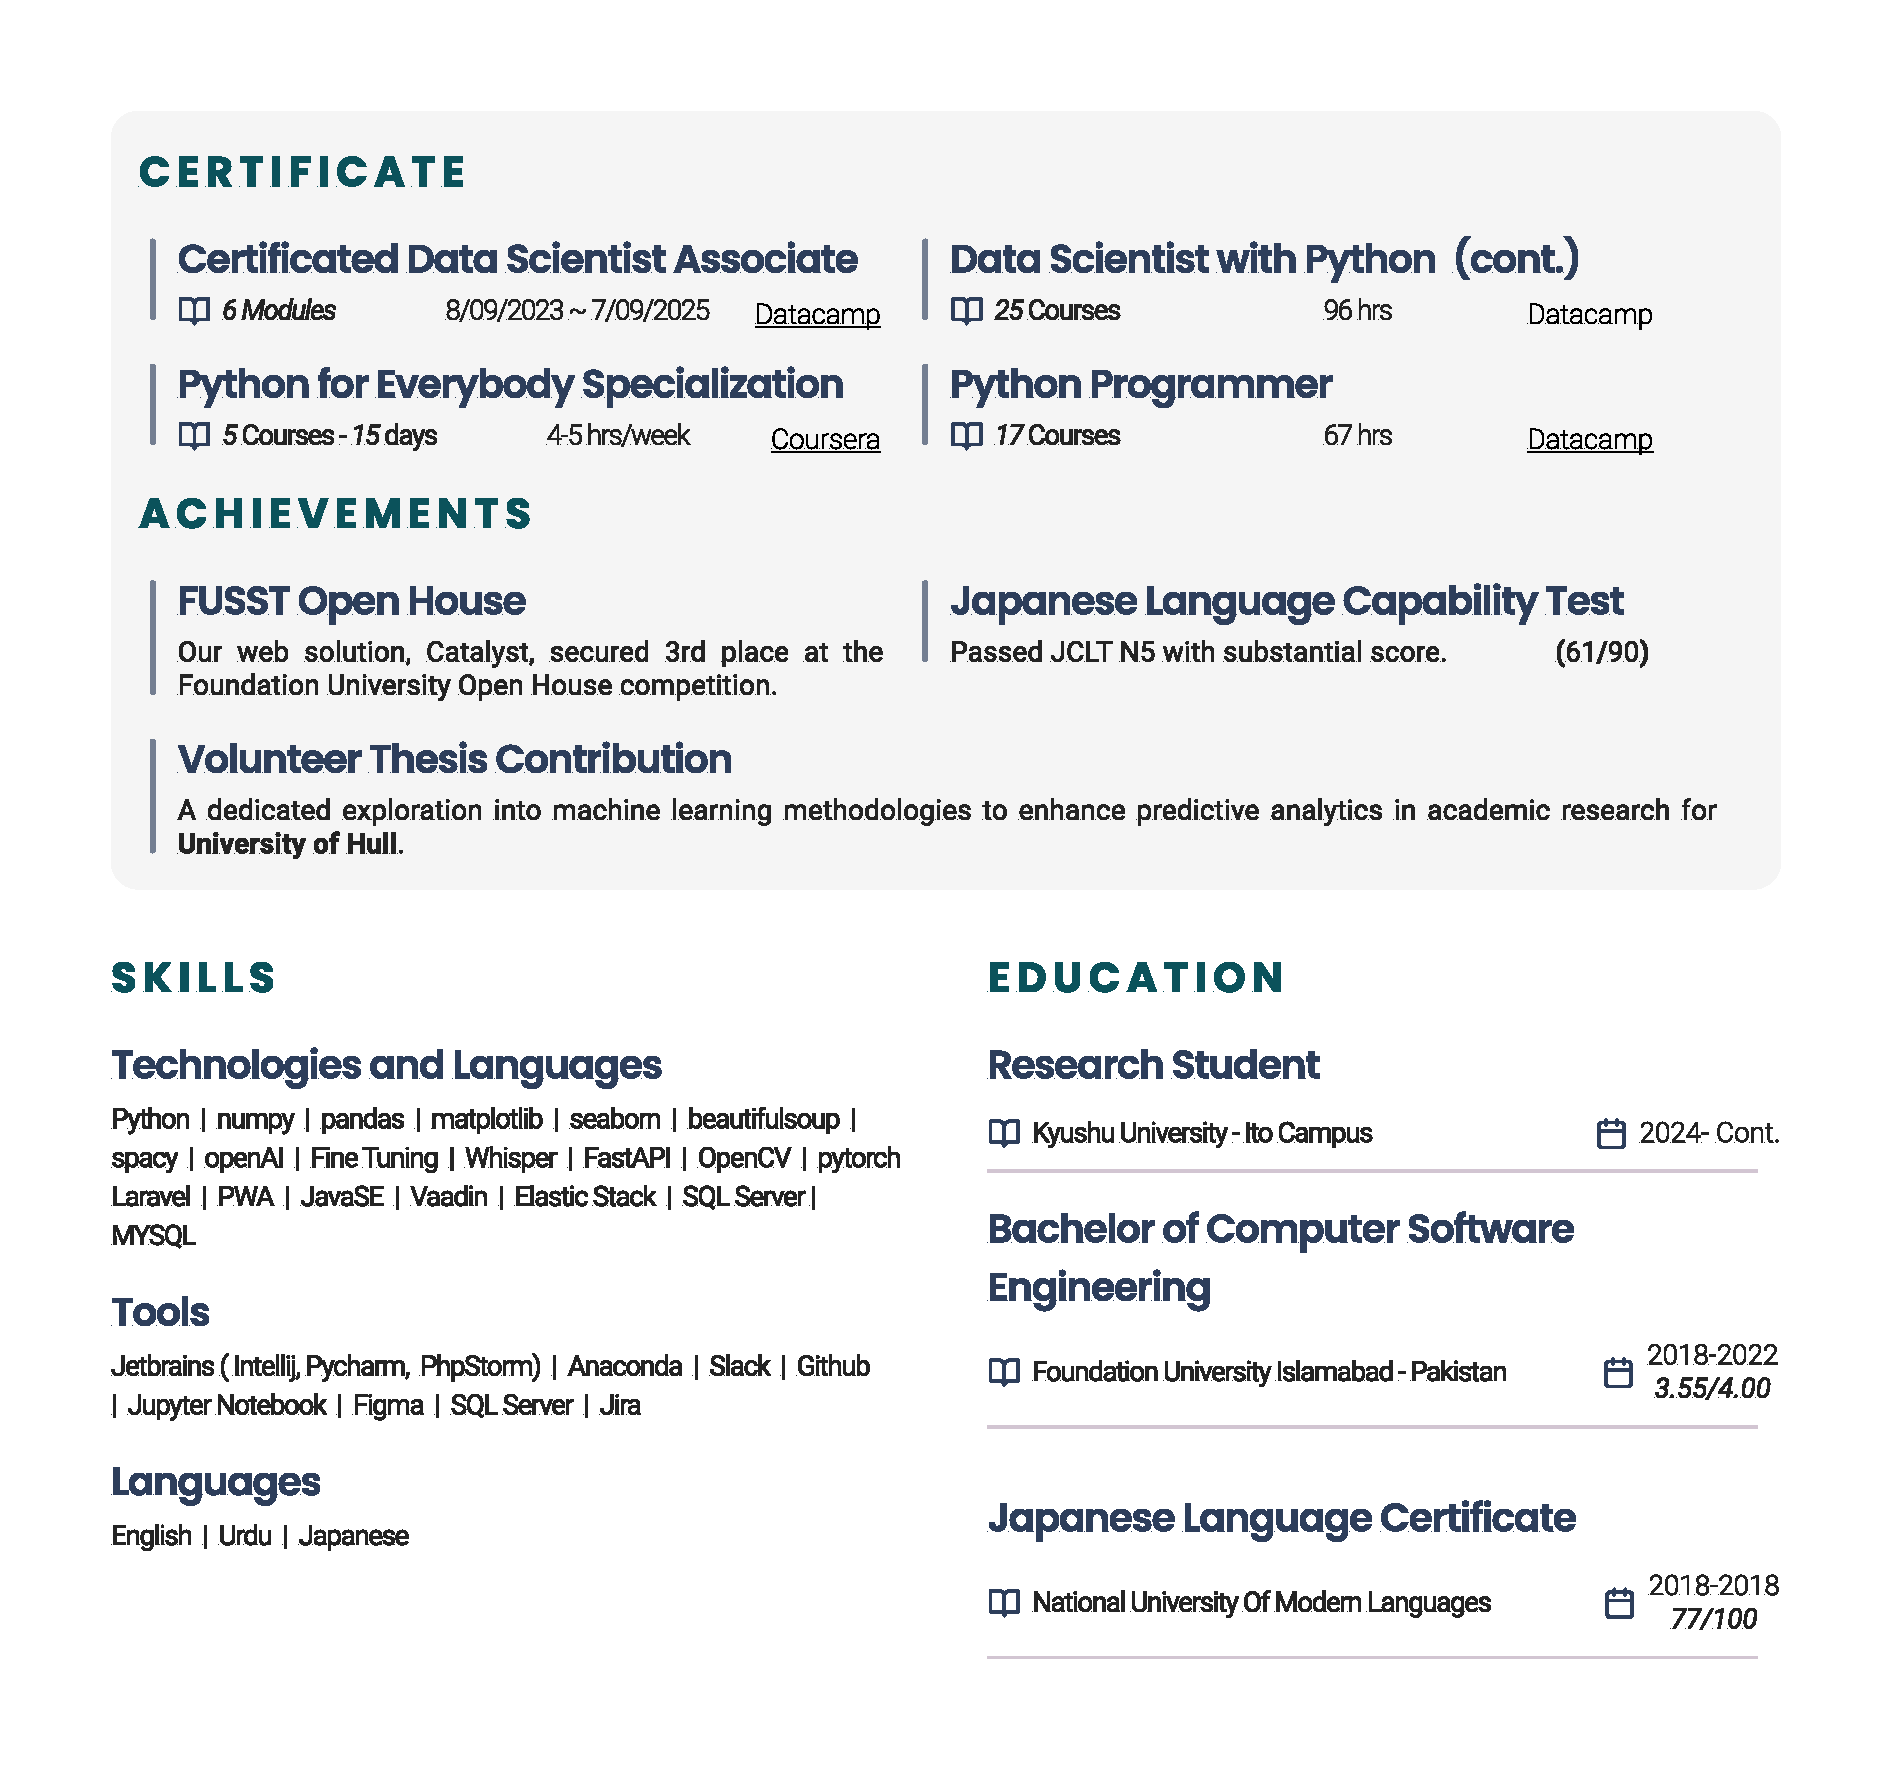 CERTIFICATE
Certificated Data Scientist Associate
6 Modules 8/09/2023 ~ 7/09/2025 Datacamp
Data Scientist with Python (cont.)
25 Courses 96 hrs Datacamp
Python for Everybody Specialization
5 Courses - 15 days 4-5 hrs/week Coursera
Python Programmer
17 Courses 67 hrs Datacamp
ACHIEVEMENTS
FUSST Open House
Our web solution, Catalyst, secured 3rd place at the
Foundation University Open House competition.
Japanese Language Capability Test
Passed JCLT N5 with substantial score. (61/90)
Volunteer Thesis Contribution
A dedicated exploration into machine learning methodologies to enhance predictive analytics in academic research for
University of Hull.
SKILLS
Technologies and Languages
Python | numpy | pandas | matplotlib | seaborn | beautifulsoup |
spacy | openAI | Fine Tuning | Whisper | FastAPI | OpenCV | pytorch
Laravel | PWA | JavaSE | Vaadin | Elastic Stack | SQL Server |
MYSQL
Tools
Jetbrains ( Intellij, Pycharm, PhpStorm) | Anaconda | Slack | Github
| Jupyter Notebook | Figma | SQL Server | Jira
Languages
English | Urdu | Japanese
EDUCATION
Research Student
Kyushu University - Ito Campus 2024- Cont.
Bachelor of Computer Software
Engineering
Foundation University Islamabad - Pakistan 2018-2022
3.55/4.00
Japanese Language Certificate
National University Of Modern Languages 2018-2018
77/100